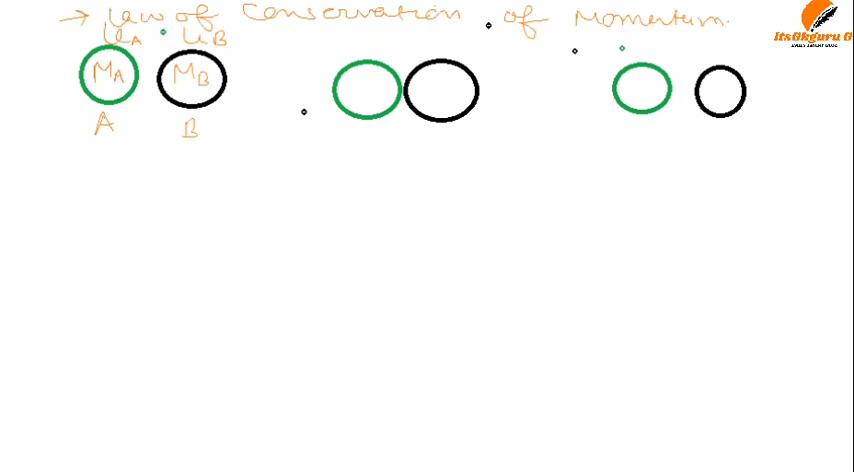 → Law of Conservation of Momentum.
ItsGkguru G
UA UB
MA MB
A B